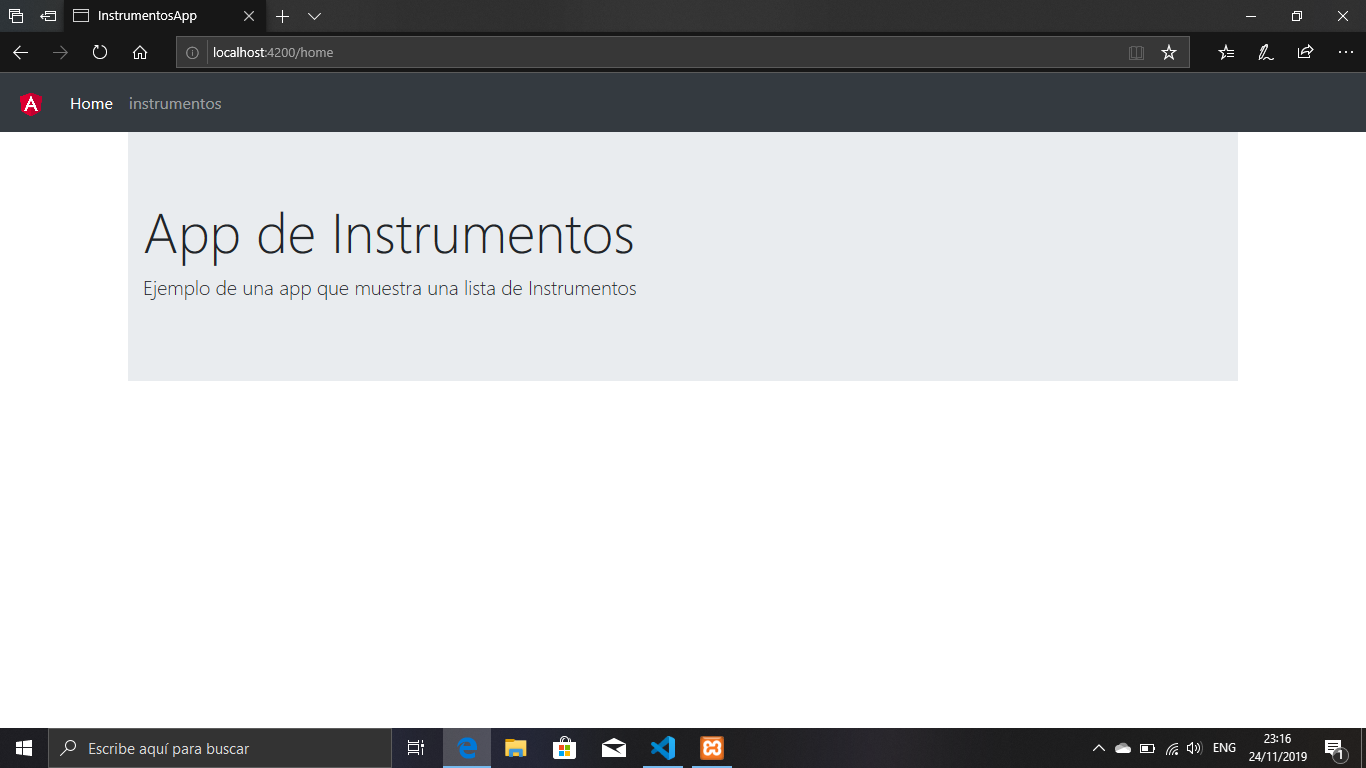 InstrumentosApp
localhost:4200/home
Home instrumentos
App de Instrumentos
Ejemplo de una app que muestra una lista de Instrumentos
Escribe aquí para buscar
ENG
23:16
24/11/2019
1